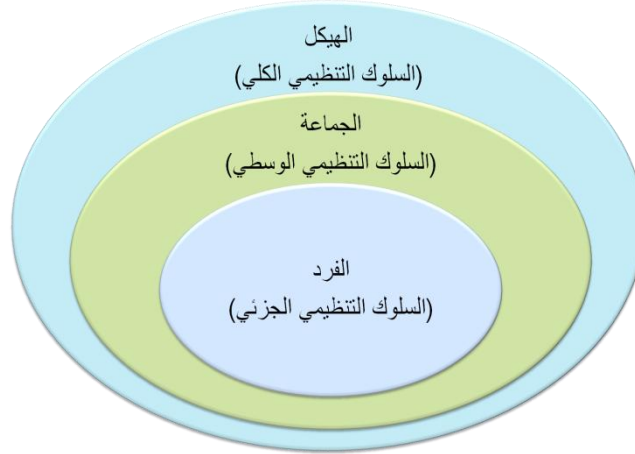 الهيكل
(السلوك التنظيمي الكلي)
الجماعة
(السلوك التنظيمي الوسطي)
الفرد
(السلوك التنظيمي الجزئي)